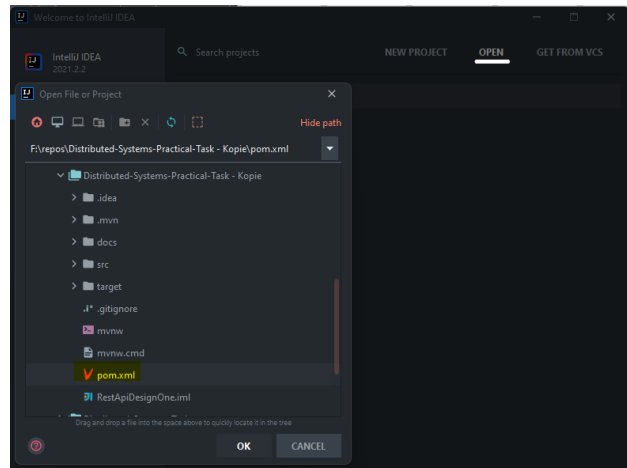 Welcome to IntelliJ IDEA
IntelliJ IDEA
2021.2.2
Search projects
NEW PROJECT
OPEN
GET FROM VCS
Open File or Project
Hide path
F:\repos\Distributed-Systems-Practical-Task - Kopie\pom.xml
Distributed-Systems-Practical-Task - Kopie
.idea
.mvn
docs
src
target
.gitignore
mvnw
mvnw.cmd
pom.xml
RestApiDesignOne.iml
Drag and drop a file into the space above to quickly locate it in the tree
OK
CANCEL